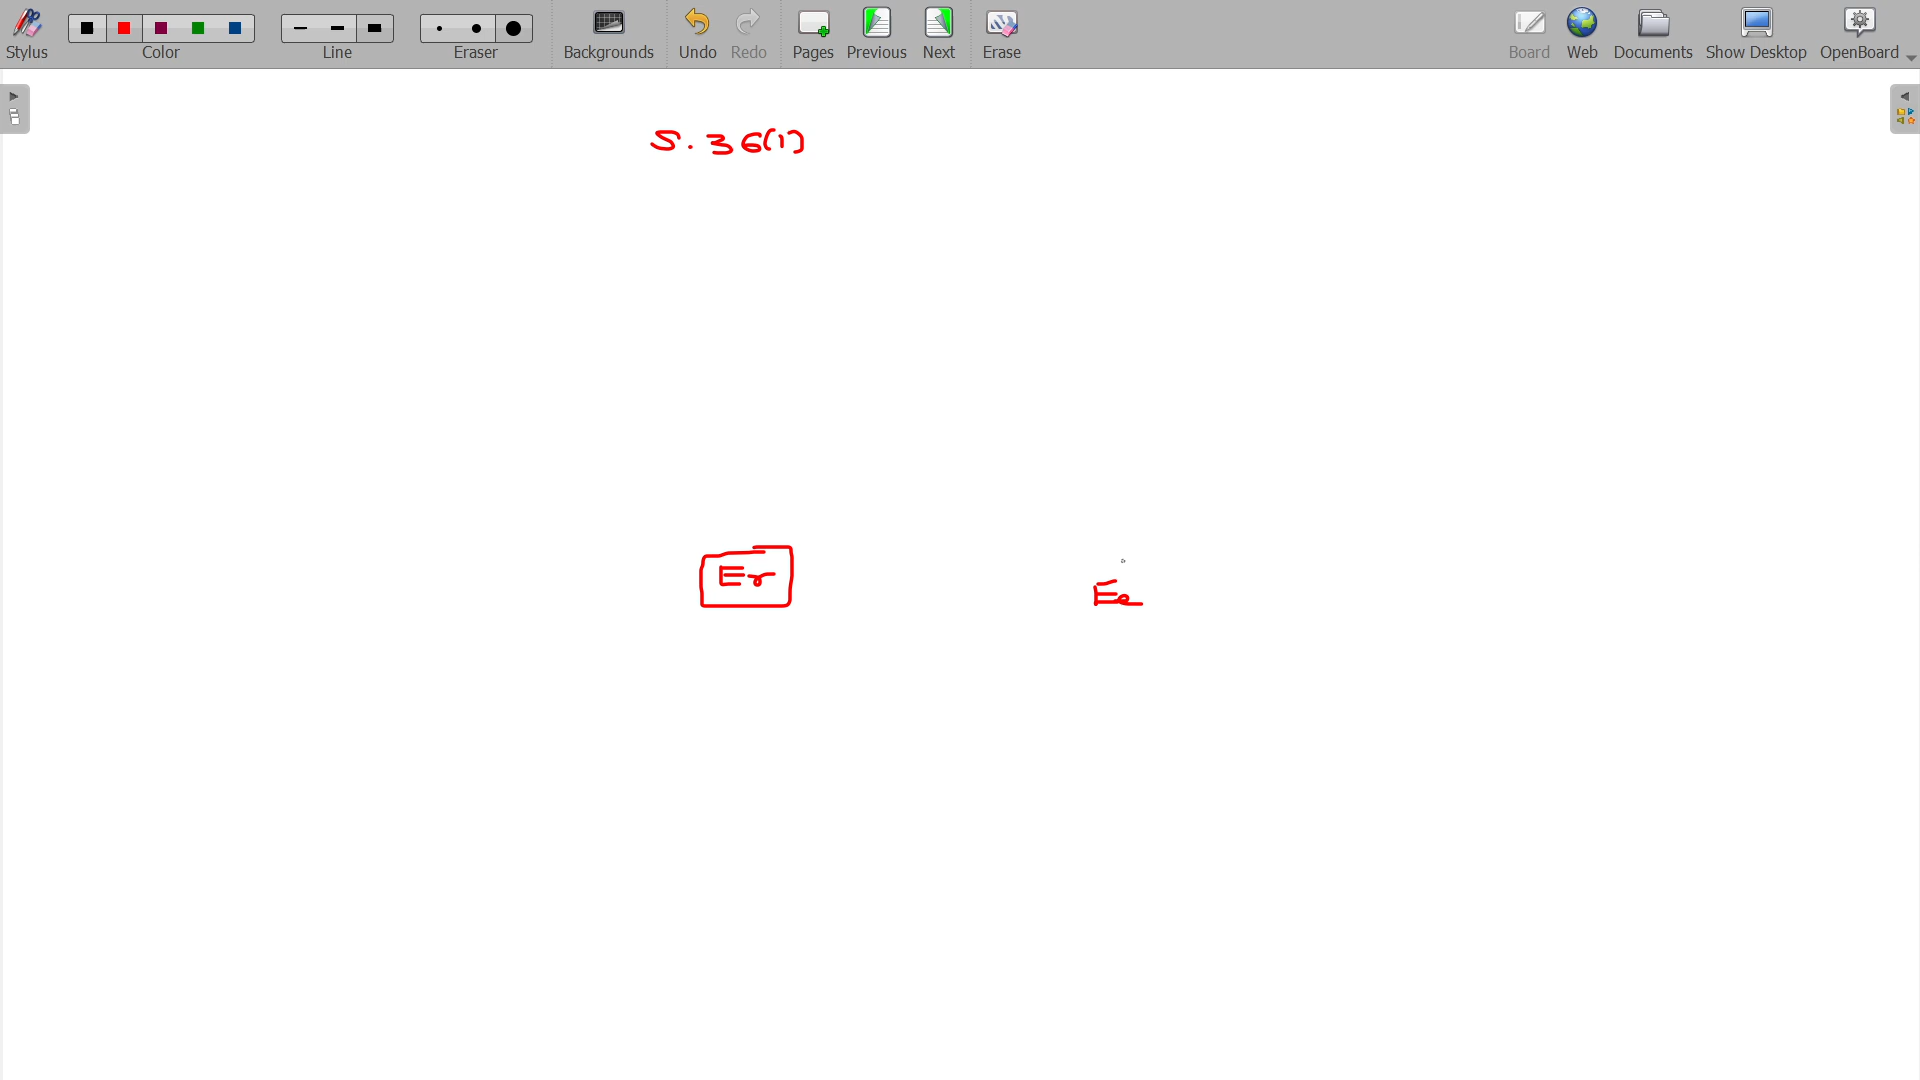 Stylus Color Line Eraser Backgrounds Undo Redo Pages Previous Next Erase Board Web Documents Show Desktop OpenBoard
S. 36(1)
Er
Ee